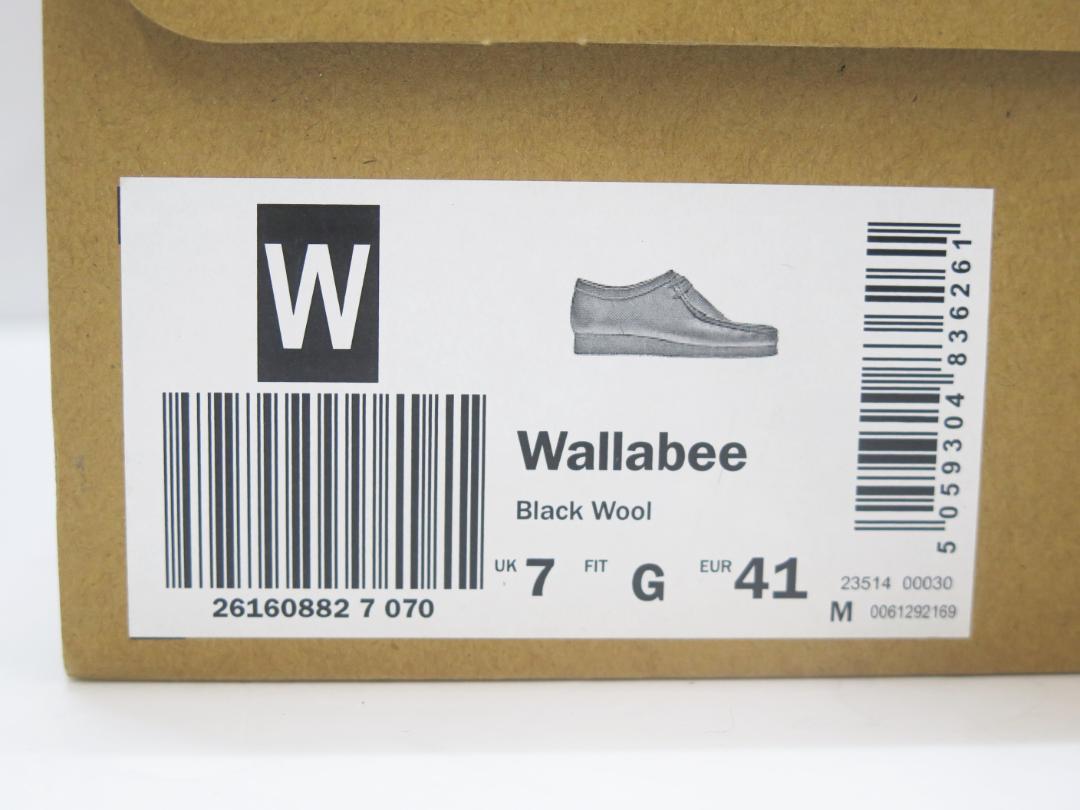 W
26160882 7 070
Wallabee
Black Wool
UK 7 FIT G EUR 41
5 059304 836261
23514 00030
M 0061292169